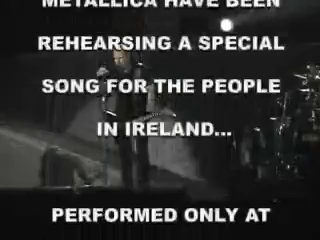 METALLICA HAVE BEEN
REHEARSING A SPECIAL
SONG FOR THE PEOPLE
IN IRELAND...
PERFORMED ONLY AT